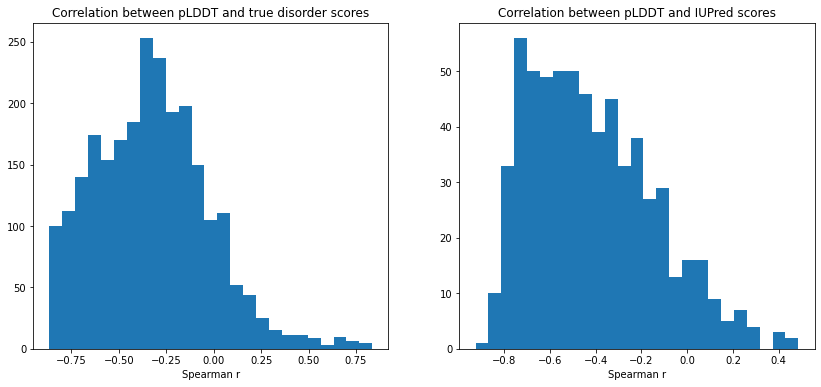 Correlation between pLDDT and true disorder scores
250
200
150
100
50
0
−0.75 −0.50 −0.25 0.00 0.25 0.50 0.75
Spearman r
Correlation between pLDDT and IUPred scores
50
40
30
20
10
0
−0.8 −0.6 −0.4 −0.2 0.0 0.2 0.4
Spearman r